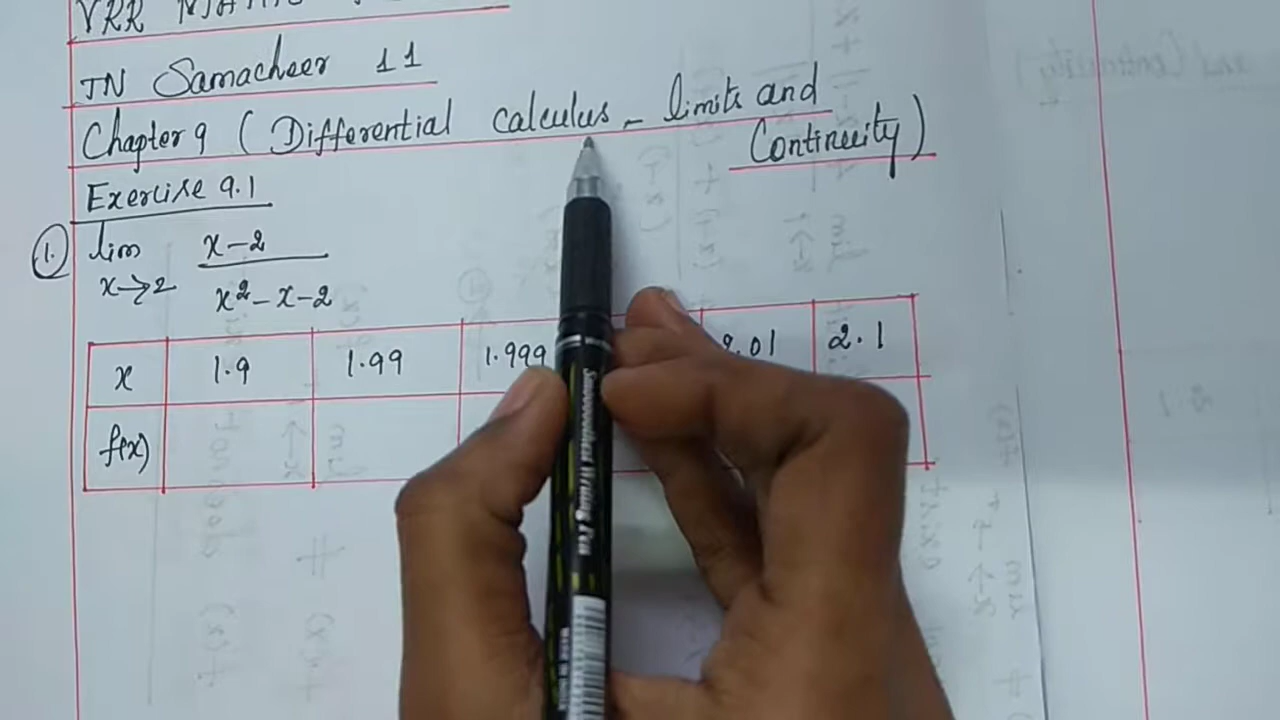 VRR MATHS
TN Samacheer 11
Chapter 9 ( Differential calculus - limits and
Continuity )
Exercise 9.1
1. lim x-2
x→2 x²-x-2
x 1.9 1.99 1.999 2.01 2.1
f(x)